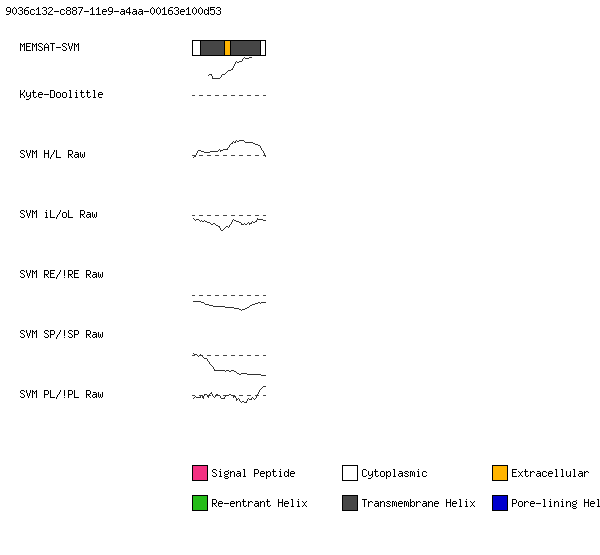 9036c132-c887-11e9-a4aa-00163e100d53
MEMSAT-SVM
Kyte-Doolittle
SVM H/L Raw
SVM iL/oL Raw
SVM RE/!RE Raw
SVM SP/!SP Raw
SVM PL/!PL Raw
Signal Peptide
Cytoplasmic
Extracellular
Re-entrant Helix
Transmembrane Helix
Pore-lining Hel